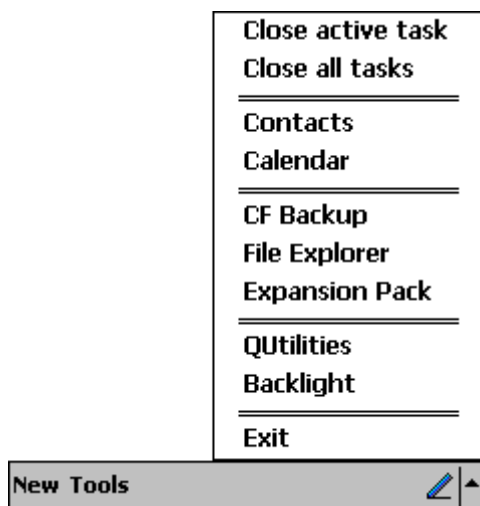 Close active task
Close all tasks
Contacts
Calendar
CF Backup
File Explorer
Expansion Pack
QUtilities
Backlight
Exit
New Tools